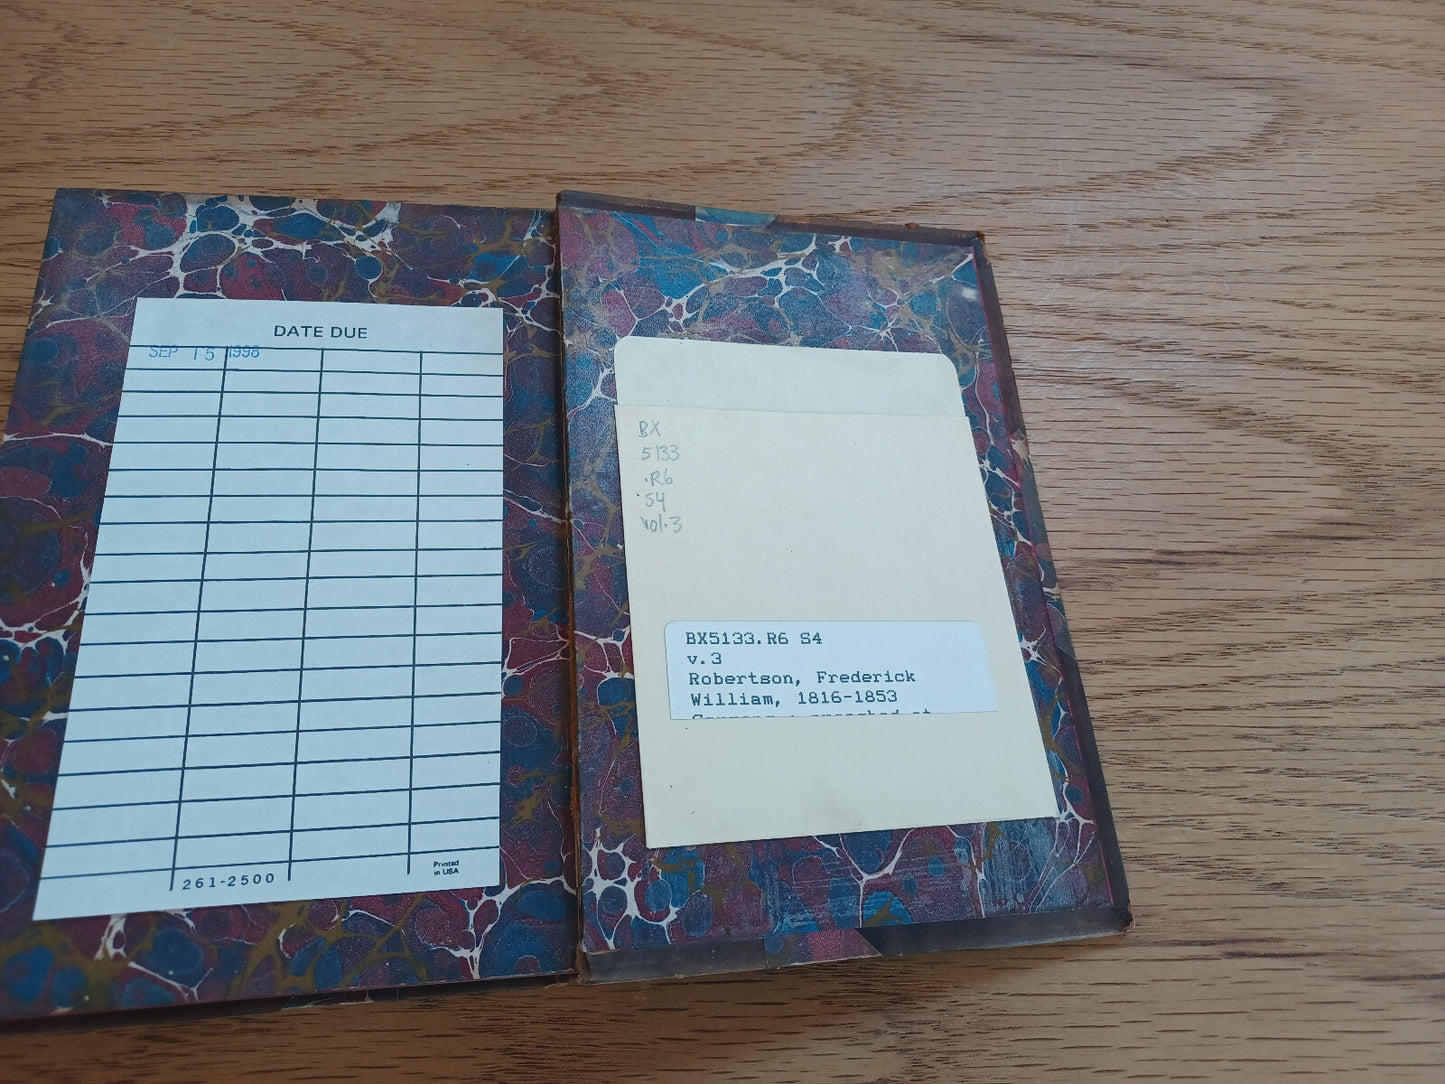 DATE DUE
SEP 15 1998
261-2500
Printed
in USA
BX
5133
.R6
S4
vol.3
BX5133.R6 S4
v.3
Robertson, Frederick
William, 1816-1853